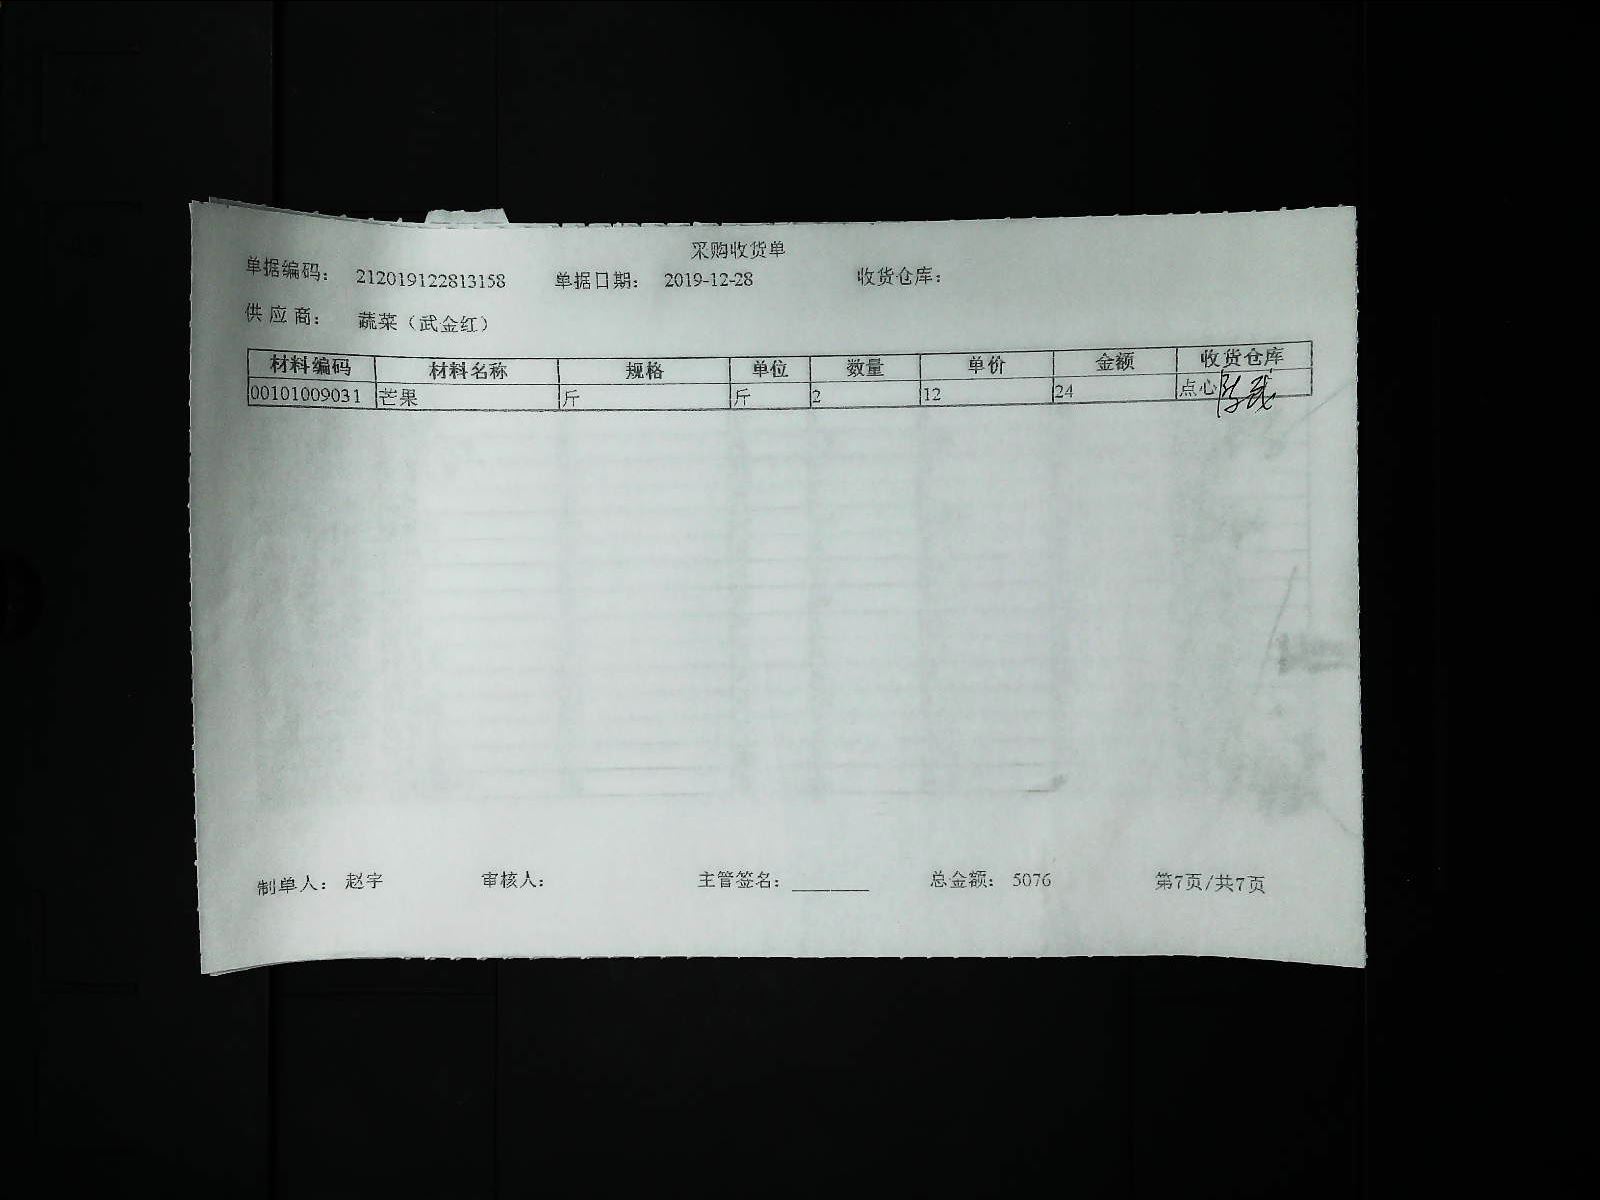 采购收货单
单据编码： 212019122813158 单据日期： 2019-12-28 收货仓库：
供应商： 蔬菜（武金红）
材料编码 材料名称 规格 单位 数量 单价 金额 收货仓库
00101009031 芒果 斤 斤 2 12 24 点心
制单人： 赵宇 审核人： 主管签名：________ 总金额： 5076 第7页/共7页